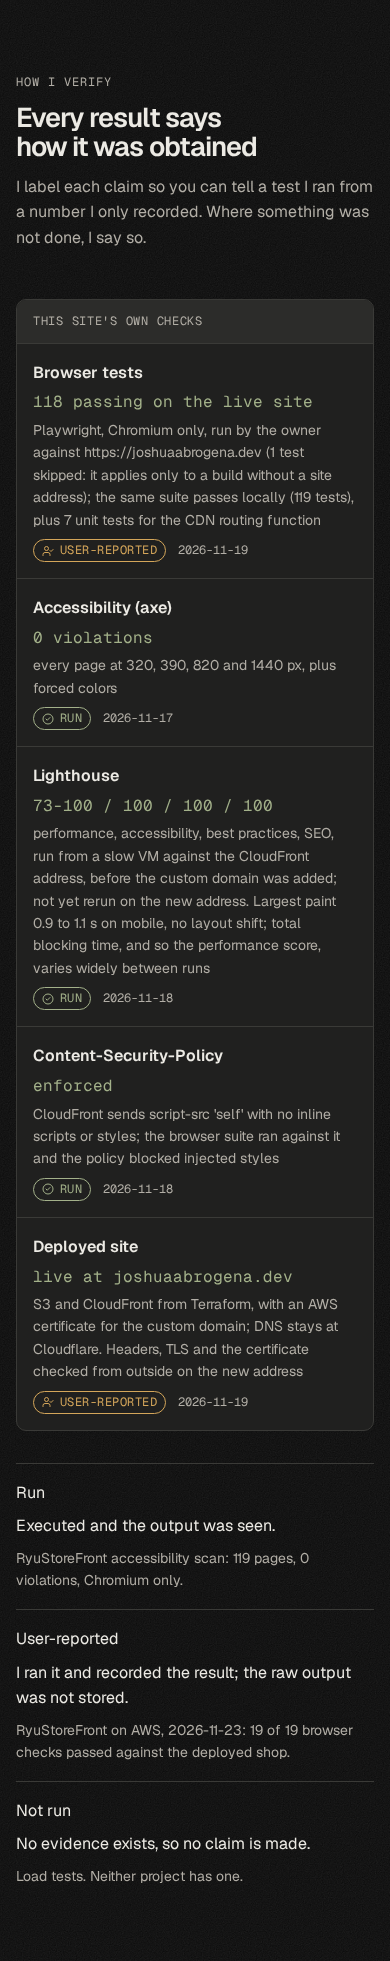 HOW I VERIFY
Every result says
how it was obtained
I label each claim so you can tell a test I ran from
a number I only recorded. Where something was
not done, I say so.
THIS SITE'S OWN CHECKS
Browser tests
118 passing on the live site
Playwright, Chromium only, run by the owner
against https://joshuaabrogena.dev (1 test
skipped: it applies only to a build without a site
address); the same suite passes locally (119 tests),
plus 7 unit tests for the CDN routing function
USER-REPORTED 2026-11-19
Accessibility (axe)
0 violations
every page at 320, 390, 820 and 1440 px, plus
forced colors
RUN 2026-11-17
Lighthouse
73-100 / 100 / 100 / 100
performance, accessibility, best practices, SEO,
run from a slow VM against the CloudFront
address, before the custom domain was added;
not yet rerun on the new address. Largest paint
0.9 to 1.1 s on mobile, no layout shift; total
blocking time, and so the performance score,
varies widely between runs
RUN 2026-11-18
Content-Security-Policy
enforced
CloudFront sends script-src 'self' with no inline
scripts or styles; the browser suite ran against it
and the policy blocked injected styles
RUN 2026-11-18
Deployed site
live at joshuaabrogena.dev
S3 and CloudFront from Terraform, with an AWS
certificate for the custom domain; DNS stays at
Cloudflare. Headers, TLS and the certificate
checked from outside on the new address
USER-REPORTED 2026-11-19
Run
Executed and the output was seen.
RyuStoreFront accessibility scan: 119 pages, 0
violations, Chromium only.
User-reported
I ran it and recorded the result; the raw output
was not stored.
RyuStoreFront on AWS, 2026-11-23: 19 of 19 browser
checks passed against the deployed shop.
Not run
No evidence exists, so no claim is made.
Load tests. Neither project has one.